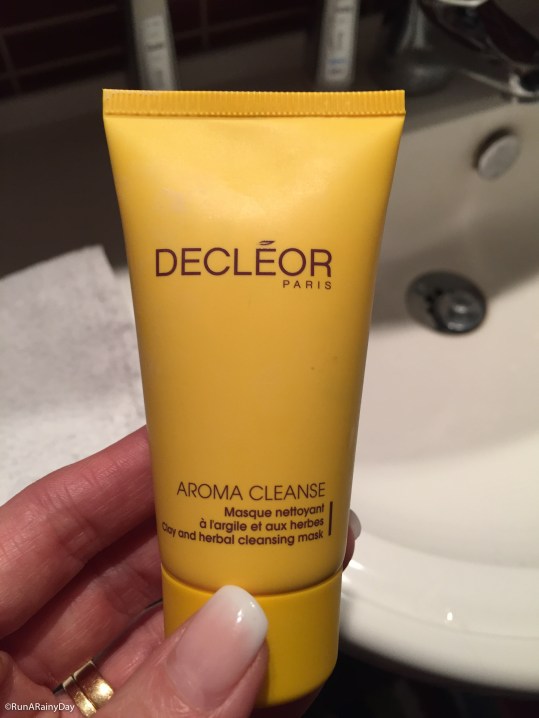 DECLÉOR
PARIS
AROMA CLEANSE
Masque nettoyant
à l'argile et aux herbes
Clay and herbal cleansing mask
©RunARainyDay